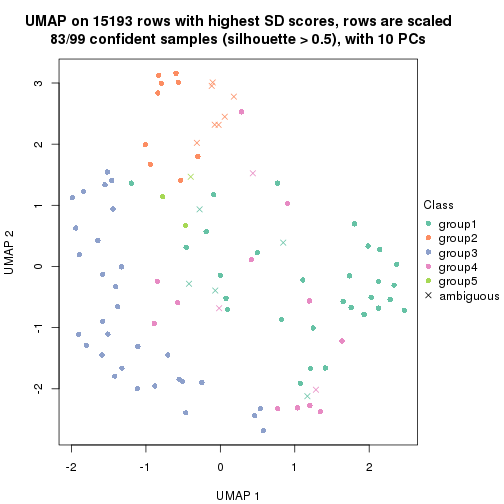 UMAP on 15193 rows with highest SD scores, rows are scaled
83/99 confident samples (silhouette > 0.5), with 10 PCs
3
2
1
0
-1
-2
UMAP 2
-2 -1 0 1 2
UMAP 1
Class
group1
group2
group3
group4
group5
ambiguous